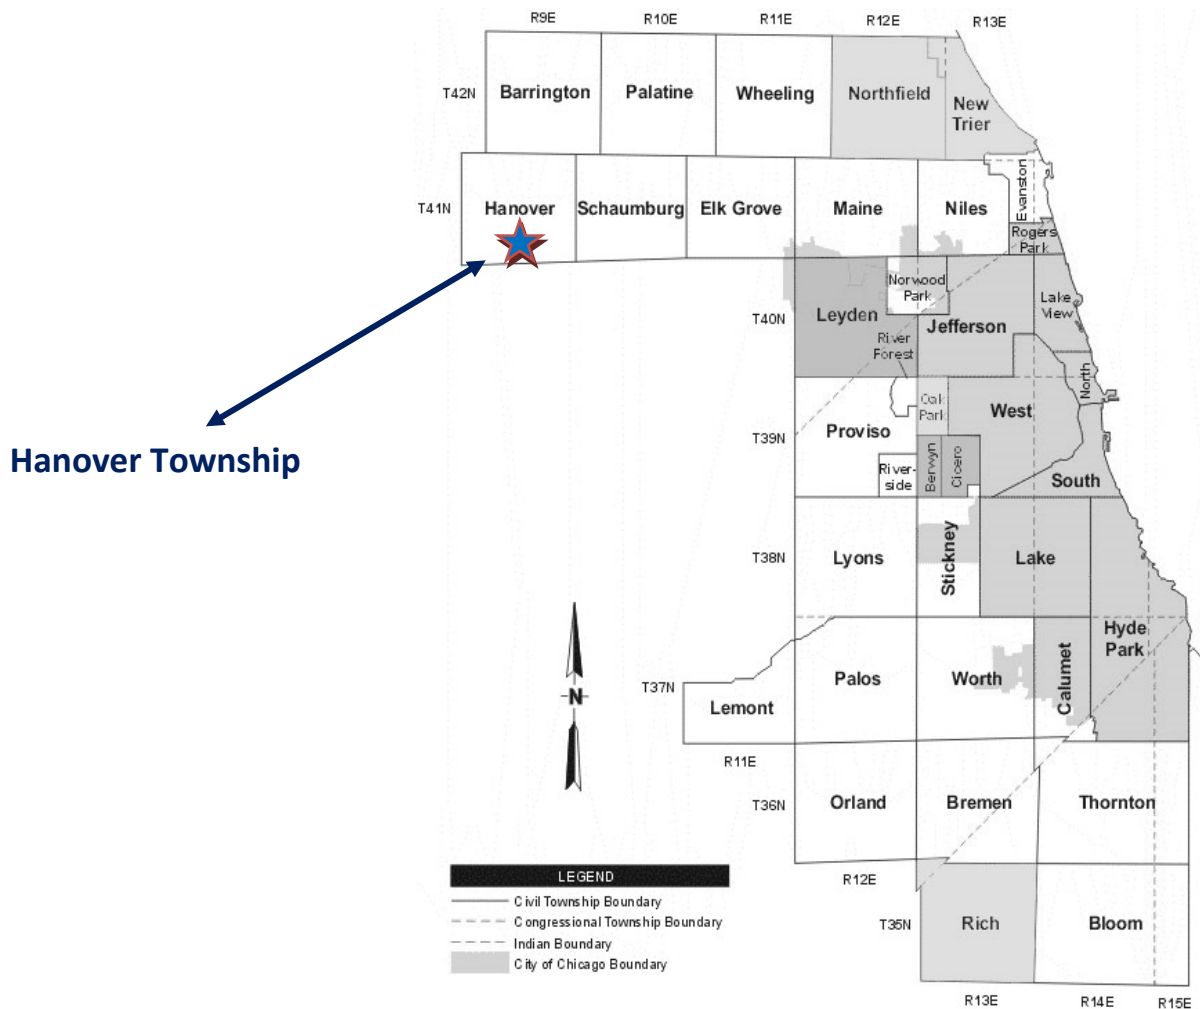 R9E R10E R11E R12E R13E
T42N Barrington Palatine Wheeling Northfield New
Trier
T41N Hanover Schaumburg Elk Grove Maine Niles Evanston
Rogers
Park
T40N Leyden Norwood
Park
Jefferson Lake
View
River
Forest
North
Hanover Township
T39N Proviso Oak
Park
West
River-
side
Berwyn Cicero South
T38N Lyons Stickney Lake
Hyde
Park
T37N Lemont Palos Worth Calumet
N
R11E
T36N Orland Bremen Thornton
R12E
T35N Rich Bloom
R13E R14E R15E
LEGEND
Civil Township Boundary
Congressional Township Boundary
Indian Boundary
City of Chicago Boundary